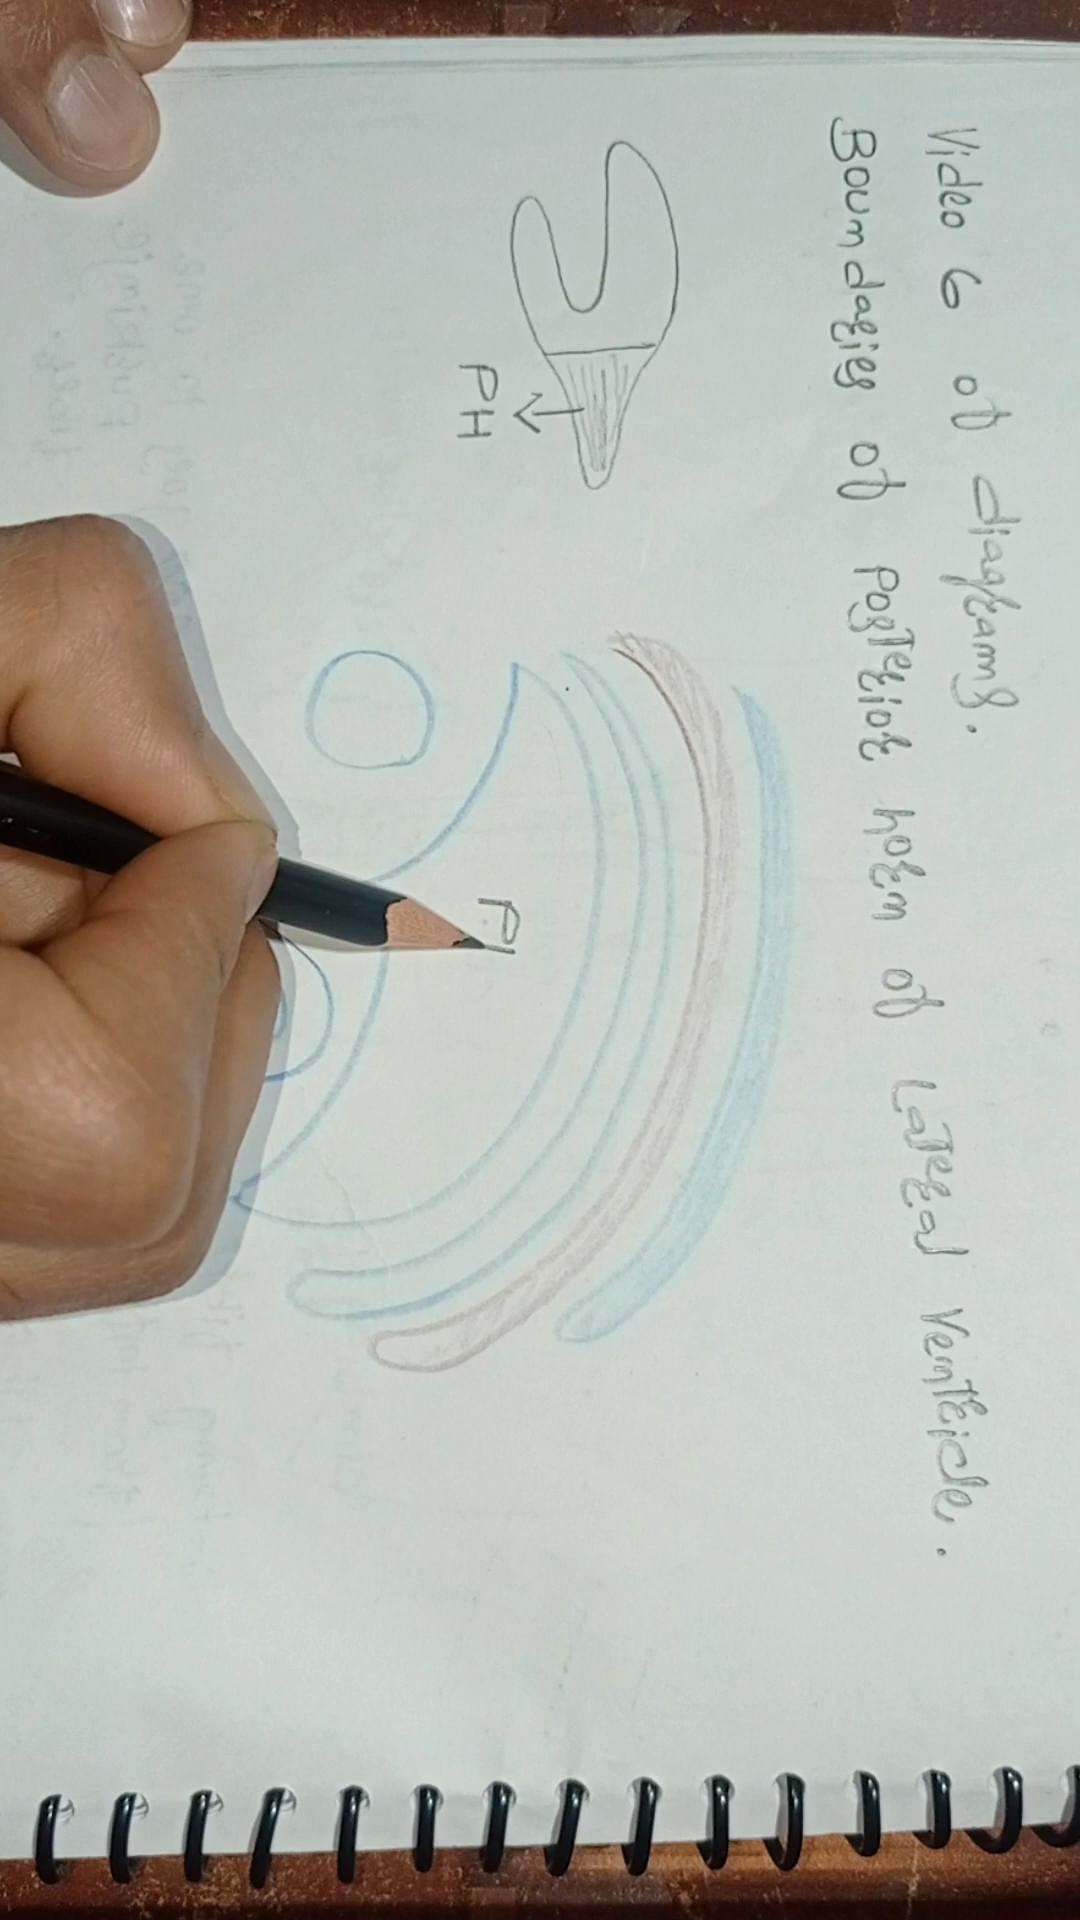 Video 6 of diagrams.
Boundaries of Posterior horn of Lateral Ventricle.
PH
P